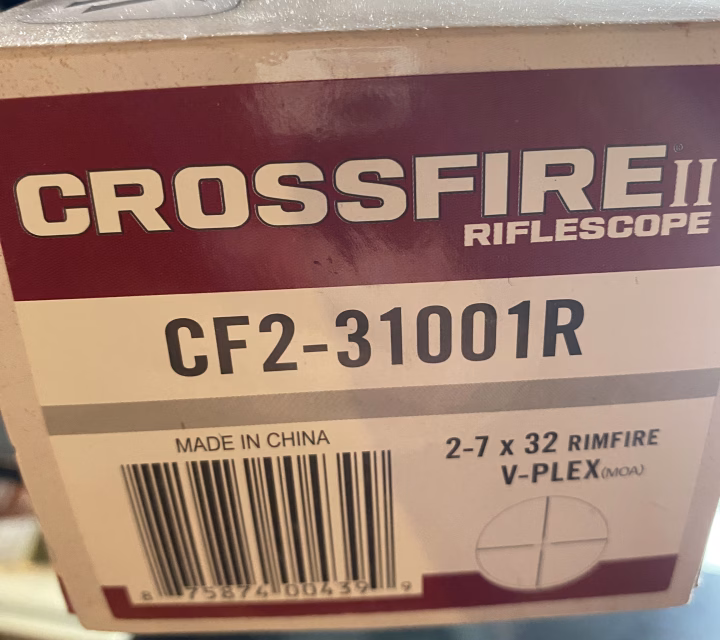 CROSSFIRE II
RIFLESCOPE
CF2-31001R
MADE IN CHINA
2-7 x 32 RIMFIRE
V-PLEX (MOA)
8 75874 00439 9